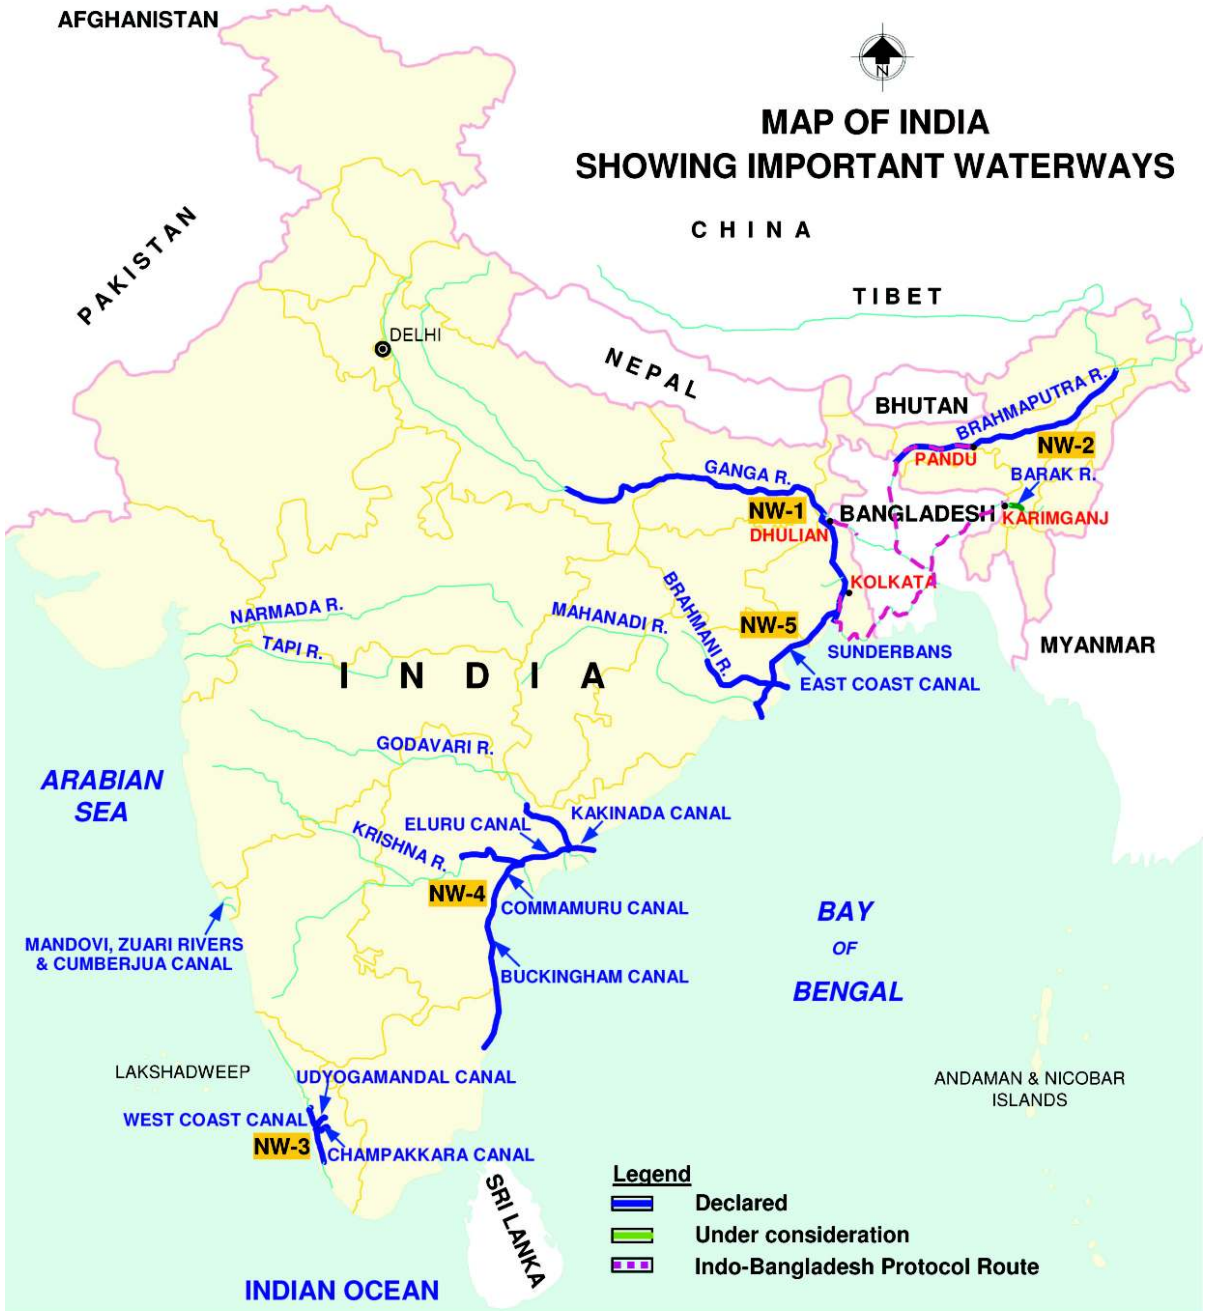 AFGHANISTAN
N
MAP OF INDIA
SHOWING IMPORTANT WATERWAYS
CHINA
PAKISTAN
TIBET
DELHI
NEPAL
BHUTAN
BRAHMAPUTRA R.
NW-2
PANDU
GANGA R.
BARAK R.
NW-1
BANGLADESH
KARIMGANJ
DHULIAN
KOLKATA
BRAHMANI R.
NARMADA R.
MAHANADI R.
NW-5
TAPI R.
SUNDERBANS
MYANMAR
INDIA
EAST COAST CANAL
GODAVARI R.
ARABIAN
SEA
KAKINADA CANAL
ELURU CANAL
KRISHNA R.
NW-4
COMMAMURU CANAL
BAY
OF
BENGAL
MANDOVI, ZUARI RIVERS
& CUMBERJUA CANAL
BUCKINGHAM CANAL
LAKSHADWEEP
UDYOGAMANDAL CANAL
ANDAMAN & NICOBAR
ISLANDS
WEST COAST CANAL
NW-3
CHAMPAKKARA CANAL
SRI LANKA
Legend
Declared
Under consideration
Indo-Bangladesh Protocol Route
INDIAN OCEAN